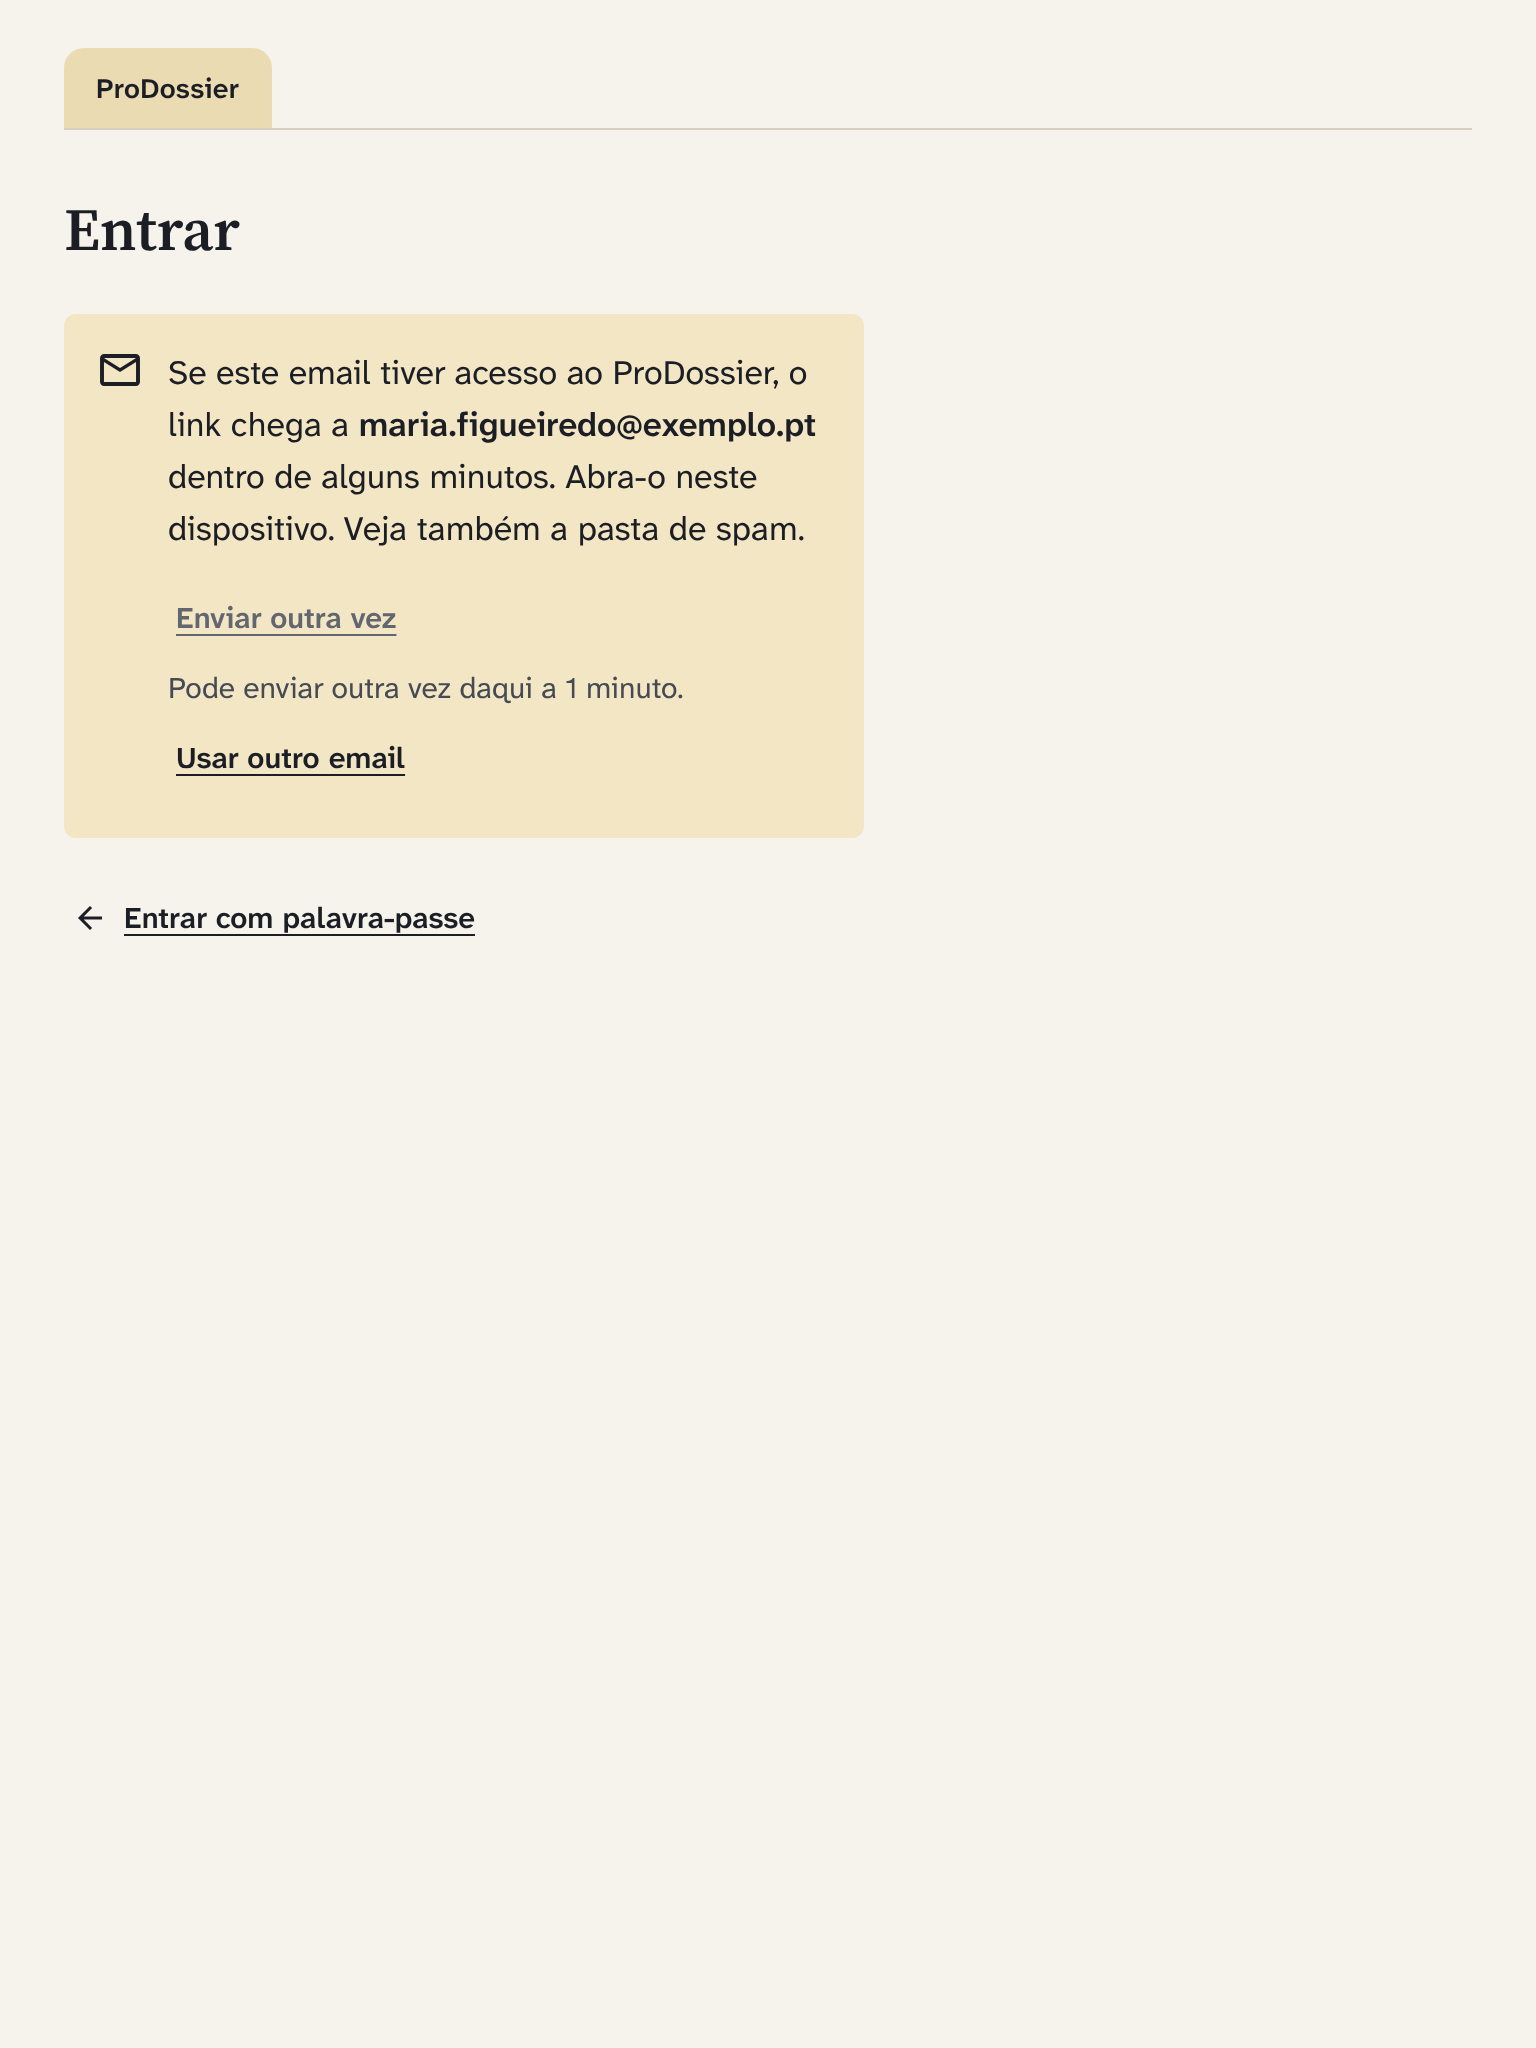 ProDossier
Entrar
Se este email tiver acesso ao ProDossier, o
link chega a maria.figueiredo@exemplo.pt
dentro de alguns minutos. Abra-o neste
dispositivo. Veja também a pasta de spam.
Enviar outra vez
Pode enviar outra vez daqui a 1 minuto.
Usar outro email
Entrar com palavra-passe